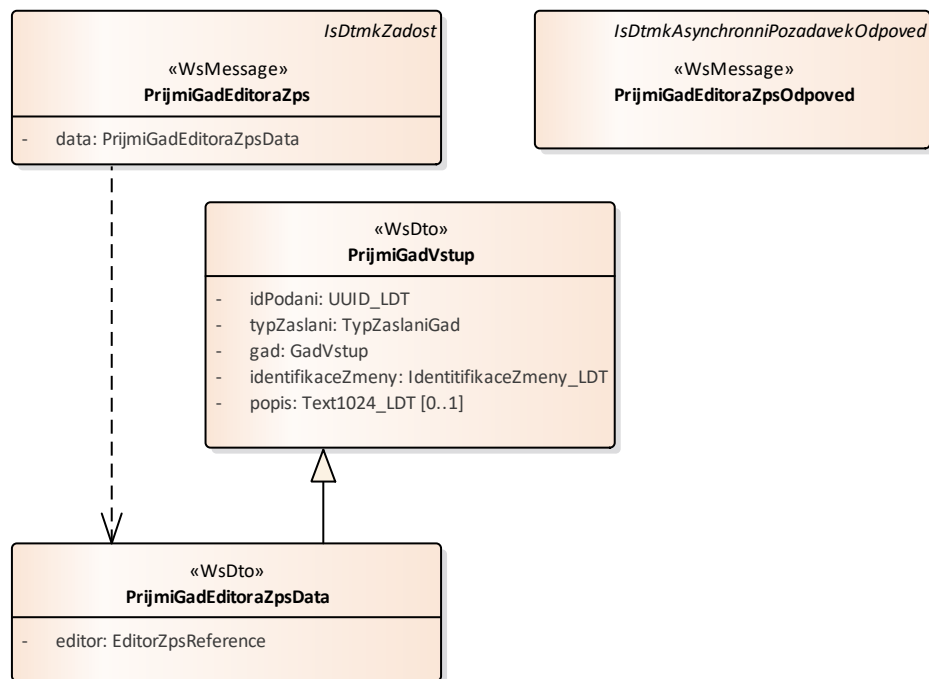 IsDtmkZadost
«WsMessage»
PrijmiGadEditoraZps
- data: PrijmiGadEditoraZpsData
IsDtmkAsynchronniPozadavekOdpoved
«WsMessage»
PrijmiGadEditoraZpsOdpoved
«WsDto»
PrijmiGadVstup
- idPodani: UUID_LDT
- typZaslani: TypZaslaniGad
- gad: GadVstup
- identifikaceZmeny: IdentitifikaceZmeny_LDT
- popis: Text1024_LDT [0..1]
«WsDto»
PrijmiGadEditoraZpsData
- editor: EditorZpsReference